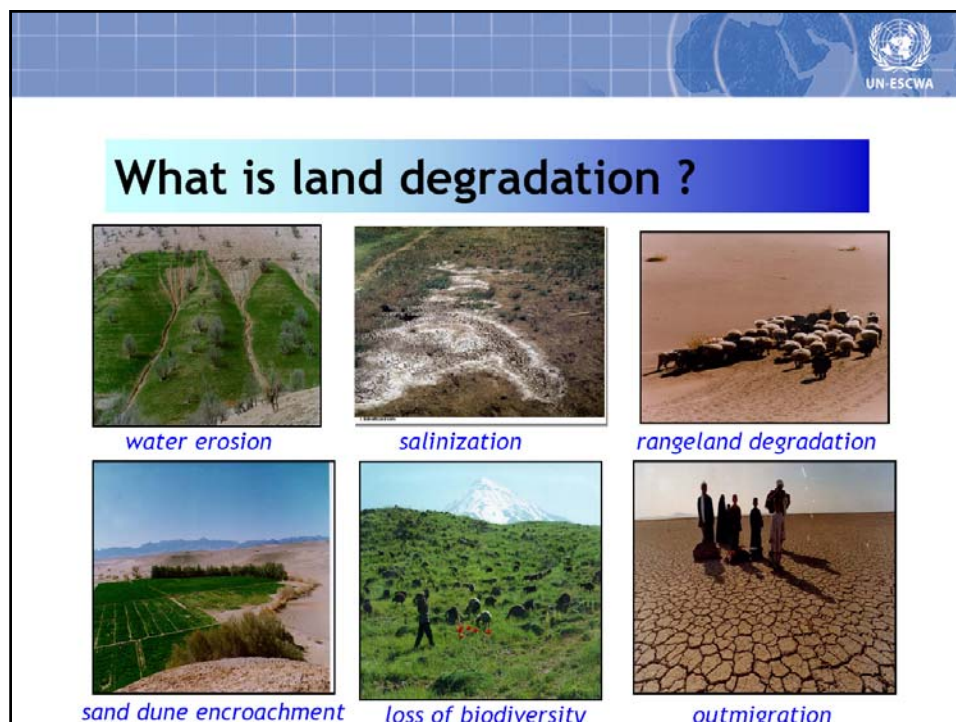 UN-ESCWA
What is land degradation ?
water erosion
salinization
rangeland degradation
sand dune encroachment
loss of biodiversity
outmigration